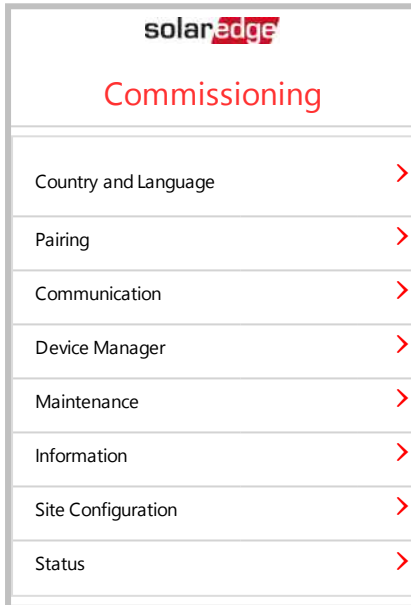 solaredge
Commissioning
Country and Language
Pairing
Communication
Device Manager
Maintenance
Information
Site Configuration
Status